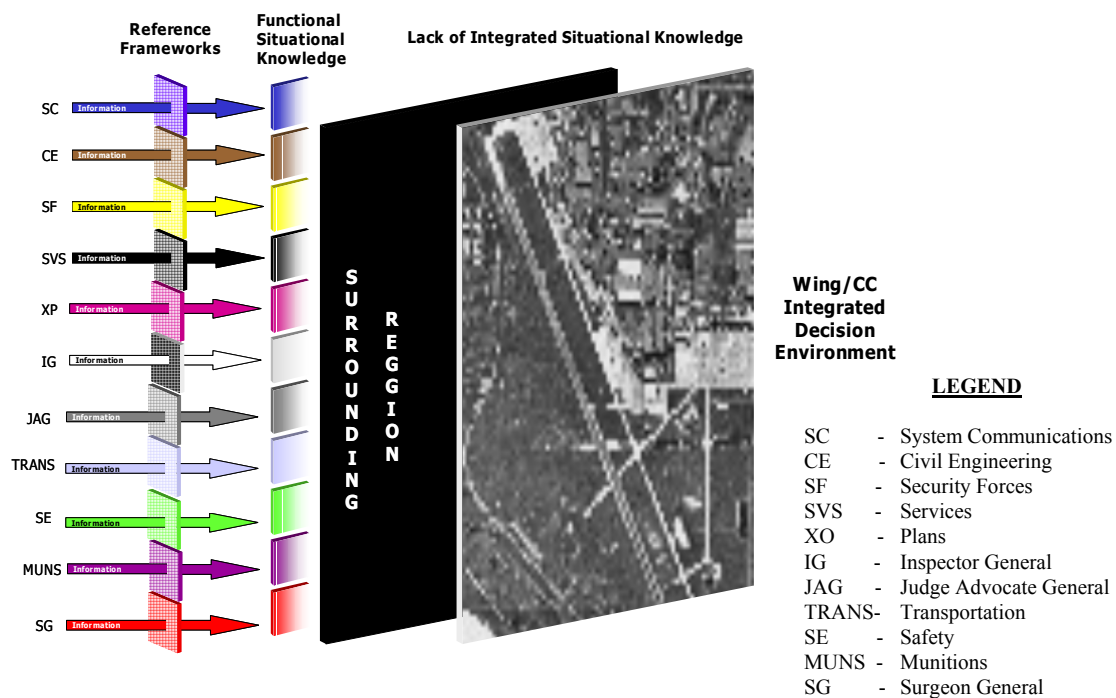 Reference
Frameworks
Functional
Situational
Knowledge
Lack of Integrated Situational Knowledge
SC Information
CE Information
SF Information
SVS Information
XP Information
IG Information
JAG Information
TRANS Information
SE Information
MUNS Information
SG Information
SURROUNDING
REGGION
Wing/CC
Integrated
Decision
Environment
LEGEND
SC - System Communications
CE - Civil Engineering
SF - Security Forces
SVS - Services
XO - Plans
IG - Inspector General
JAG - Judge Advocate General
TRANS- Transportation
SE - Safety
MUNS - Munitions
SG - Surgeon General